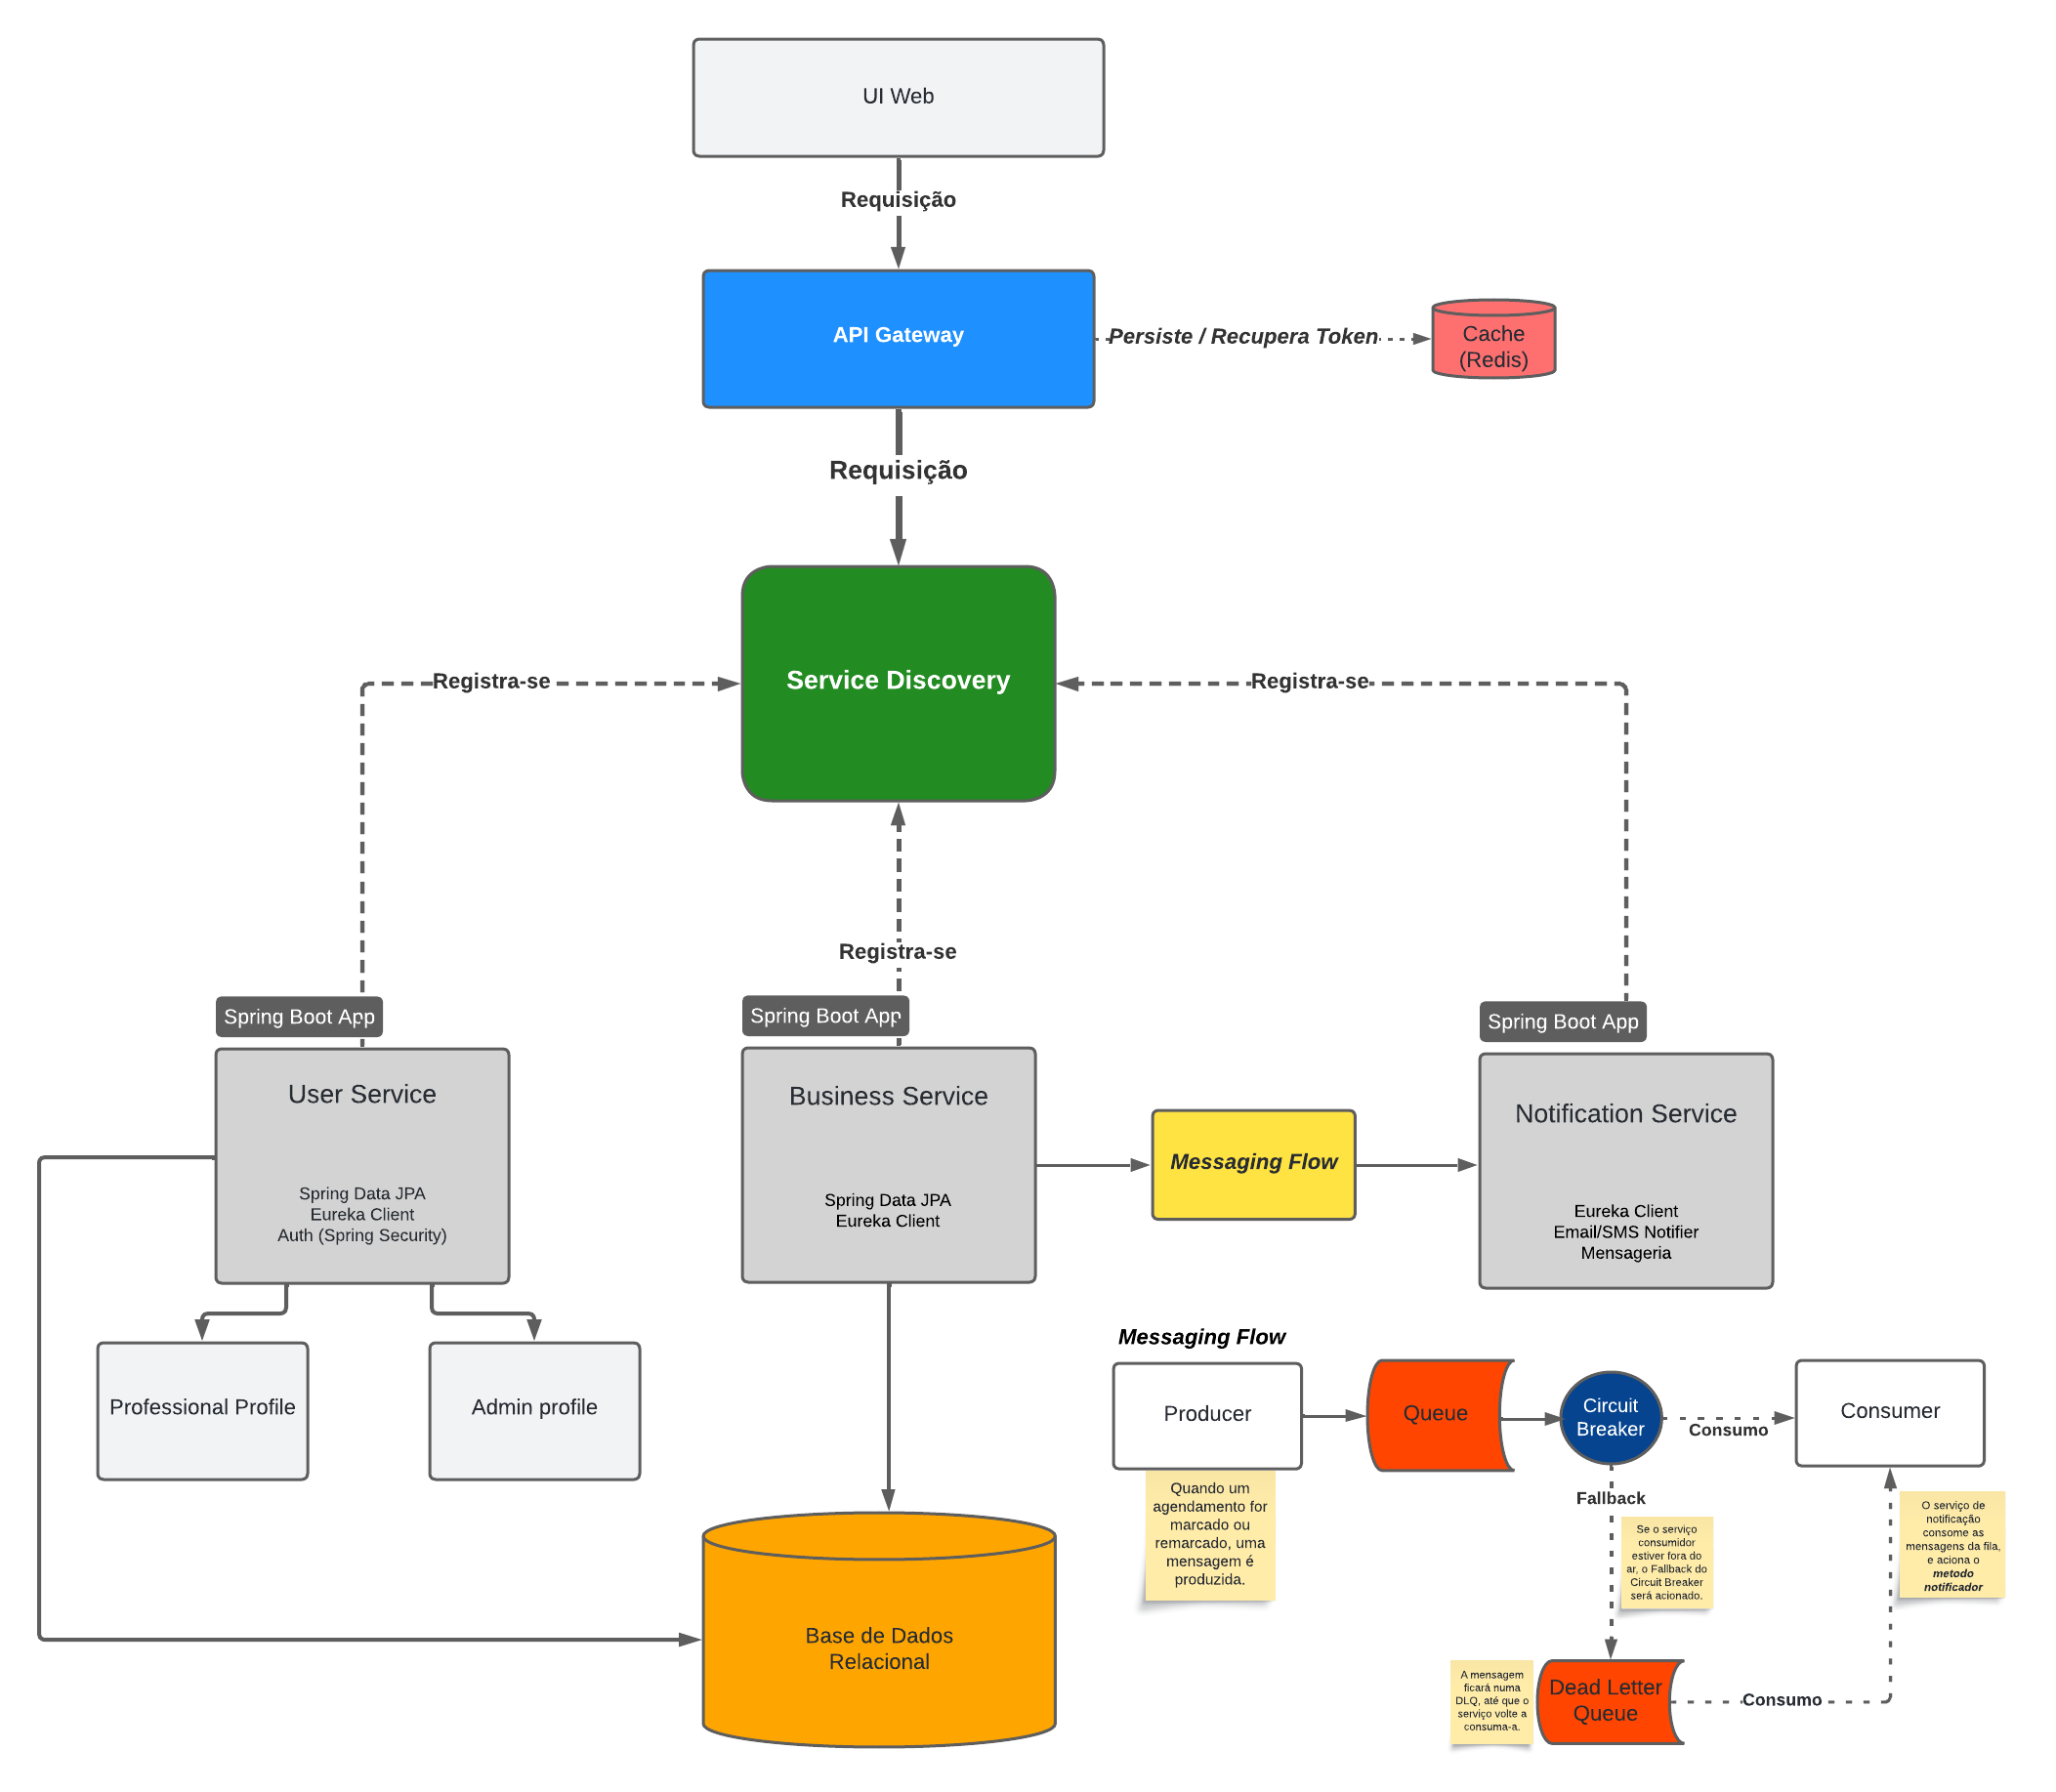 UI Web
Requisição
API Gateway
Persiste / Recupera Token
Cache
(Redis)
Requisição
Service Discovery
Registra-se
Registra-se
Registra-se
Spring Boot App
Spring Boot App
Spring Boot App
User Service
Spring Data JPA
Eureka Client
Auth (Spring Security)
Business Service
Spring Data JPA
Eureka Client
Messaging Flow
Notification Service
Eureka Client
Email/SMS Notifier
Mensageria
Professional Profile
Admin profile
Messaging Flow
Producer
Queue
Circuit
Breaker
Consumo
Consumer
Quando um
agendamento for
marcado ou
remarcado, uma
mensagem é
produzida.
Fallback
Se o serviço
consumidor
estiver fora do
ar, o Fallback do
Circuit Breaker
será acionado.
O serviço de
notificação
consome as
mensagens da fila,
e aciona o
metodo
notificador
Base de Dados
Relacional
A mensagem
ficará numa
DLQ, até que o
serviço volte a
consuma-a.
Dead Letter
Queue
Consumo